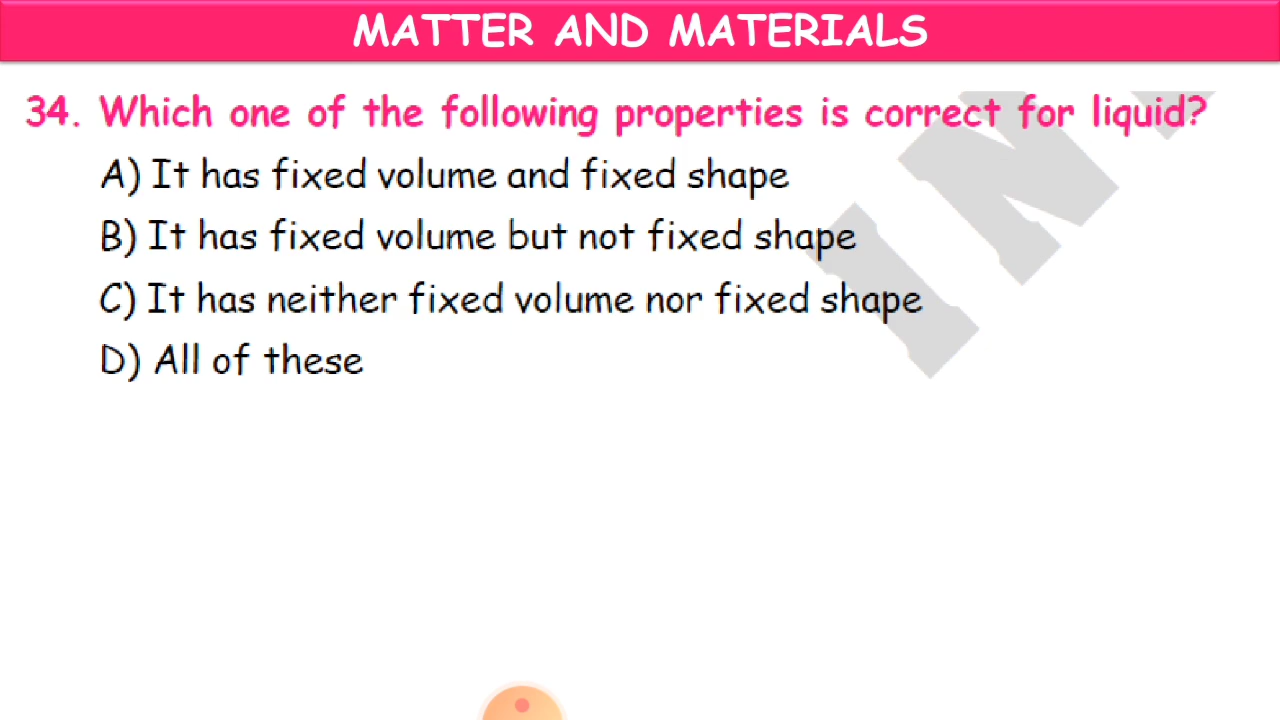 MATTER AND MATERIALS
34. Which one of the following properties is correct for liquid?
A) It has fixed volume and fixed shape
B) It has fixed volume but not fixed shape
C) It has neither fixed volume nor fixed shape
D) All of these